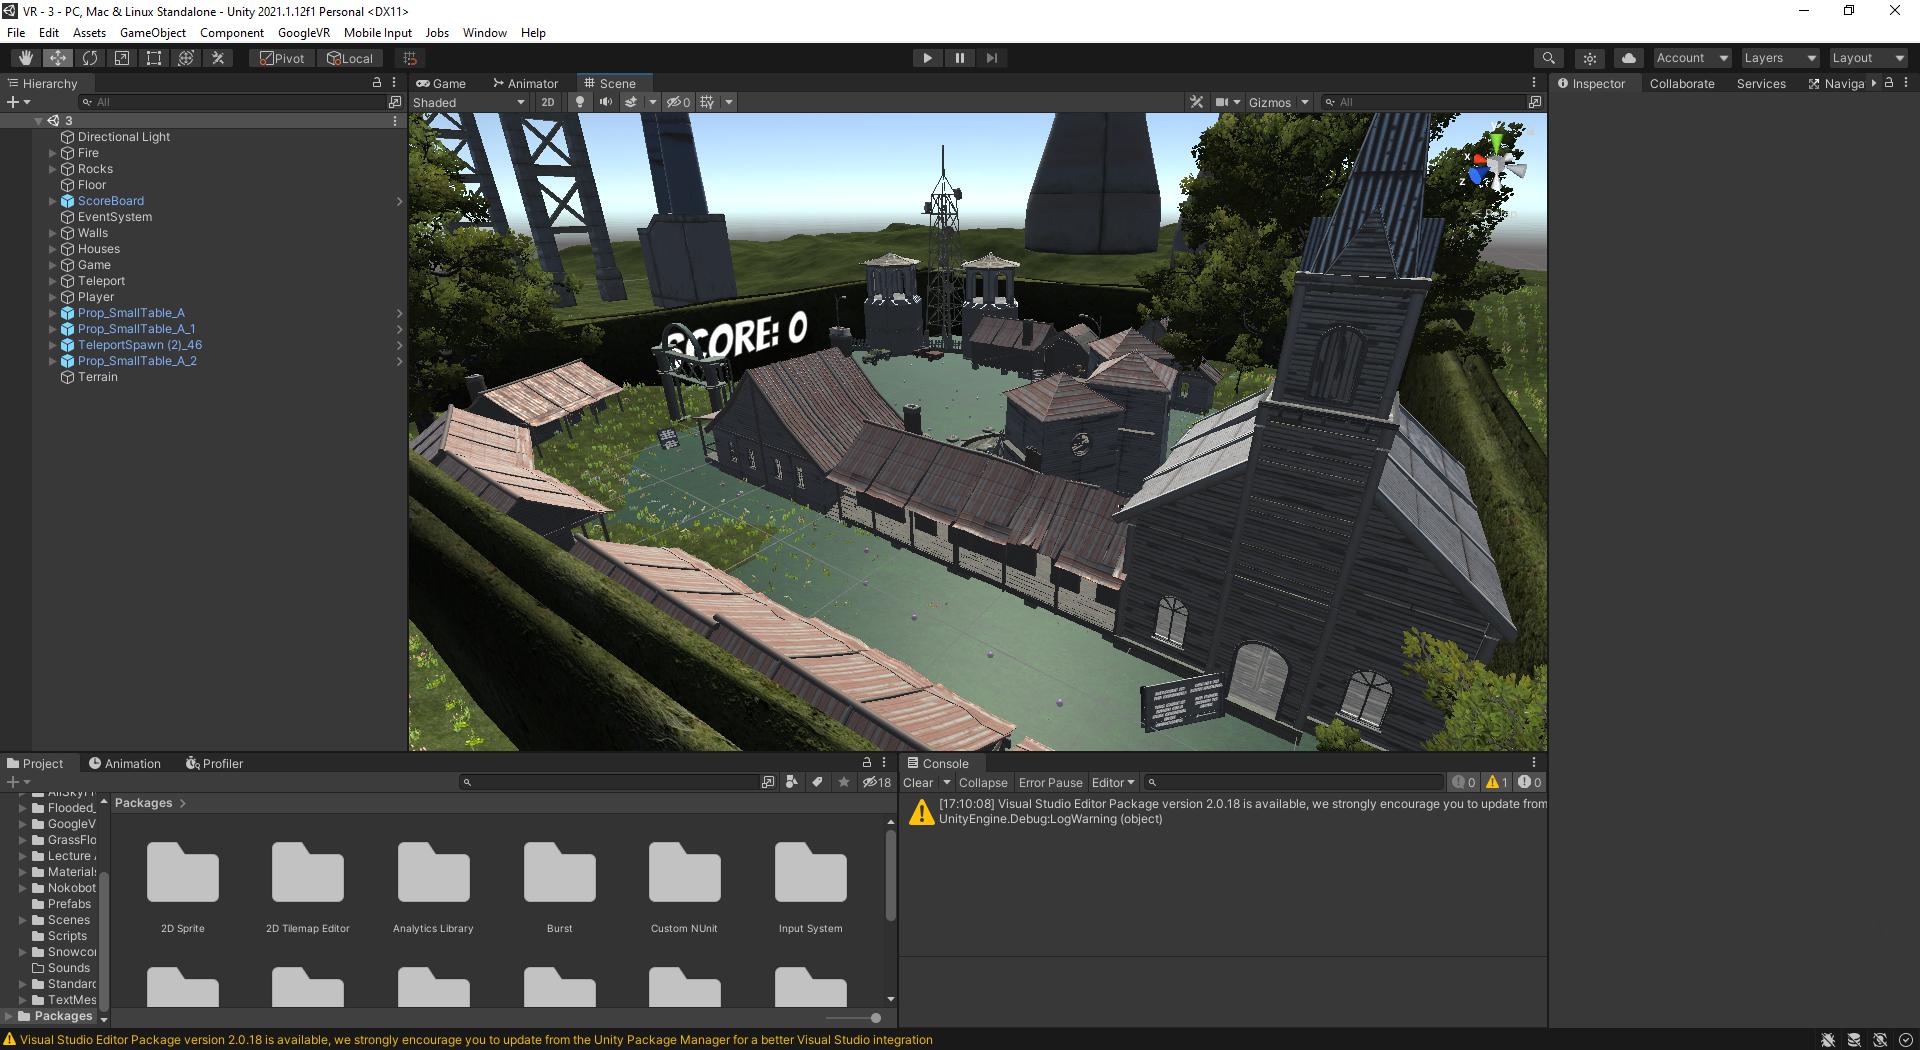 VR - 3 - PC, Mac & Linux Standalone - Unity 2021.1.12f1 Personal <DX11>
File Edit Assets GameObject Component GoogleVR Mobile Input Jobs Window Help
Pivot Local Account Layers Layout
Hierarchy
All
3
Directional Light
Fire
Rocks
Floor
ScoreBoard
EventSystem
Walls
Houses
Game
Teleport
Player
Prop_SmallTable_A
Prop_SmallTable_A_1
TeleportSpawn (2)_46
Prop_SmallTable_A_2
Terrain
Game Animator Scene
Shaded 2D 0 Gizmos All
y
x
z
SCORE: 0
Inspector Collaborate Services Naviga
Project Animation Profiler
18
Flooded_
GoogleV
GrassFlo
Lecture
Materials
Nokobot
Prefabs
Scenes
Scripts
Snowcon
Sounds
Standard
TextMes
Packages
Packages
2D Sprite
2D Tilemap Editor
Analytics Library
Burst
Custom NUnit
Input System
Console
Clear Collapse Error Pause Editor 0 1 0
[17:10:08] Visual Studio Editor Package version 2.0.18 is available, we strongly encourage you to update from
UnityEngine.Debug:LogWarning (object)
Visual Studio Editor Package version 2.0.18 is available, we strongly encourage you to update from the Unity Package Manager for a better Visual Studio integration